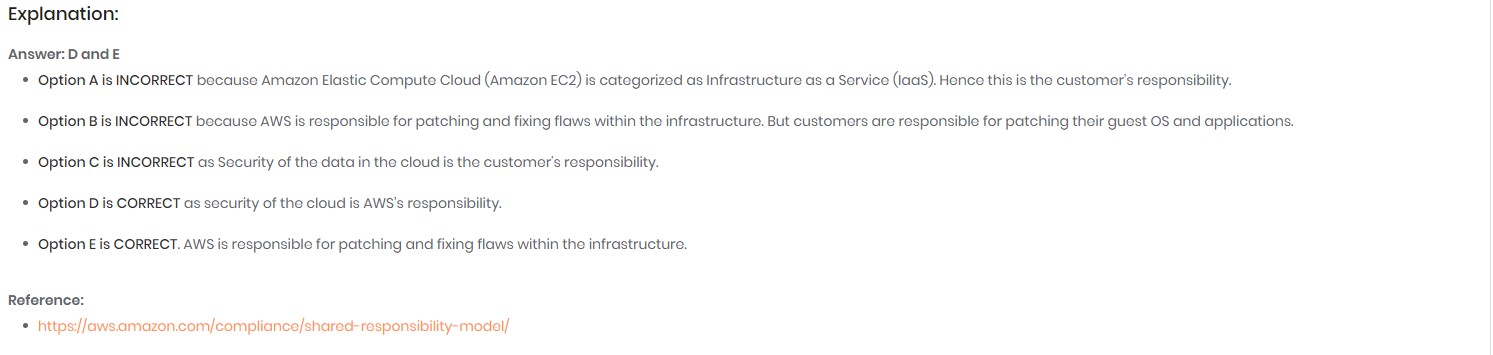 Explanation:
Answer: D and E
• Option A is INCORRECT because Amazon Elastic Compute Cloud (Amazon EC2) is categorized as Infrastructure as a Service (IaaS). Hence this is the customer's responsibility.
• Option B is INCORRECT because AWS is responsible for patching and fixing flaws within the infrastructure. But customers are responsible for patching their guest OS and applications.
• Option C is INCORRECT as Security of the data in the cloud is the customer's responsibility.
• Option D is CORRECT as security of the cloud is AWS's responsibility.
• Option E is CORRECT. AWS is responsible for patching and fixing flaws within the infrastructure.
Reference:
• https://aws.amazon.com/compliance/shared-responsibility-model/